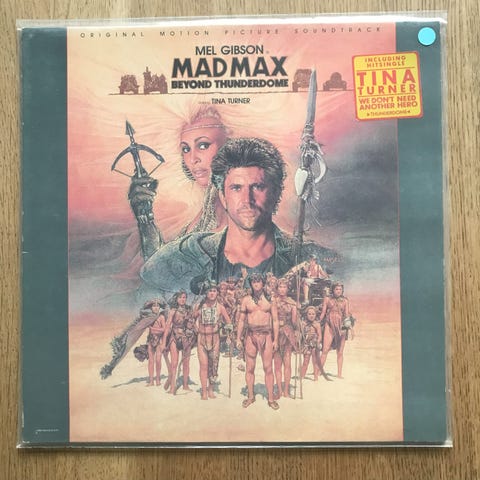 ORIGINAL MOTION PICTURE SOUNDTRACK
MEL GIBSON
MAD MAX
BEYOND THUNDERDOME
TINA TURNER
INCLUDING
HITSINGLE
TINA
TURNER
WE DON'T NEED
ANOTHER HERO
THUNDERDOME